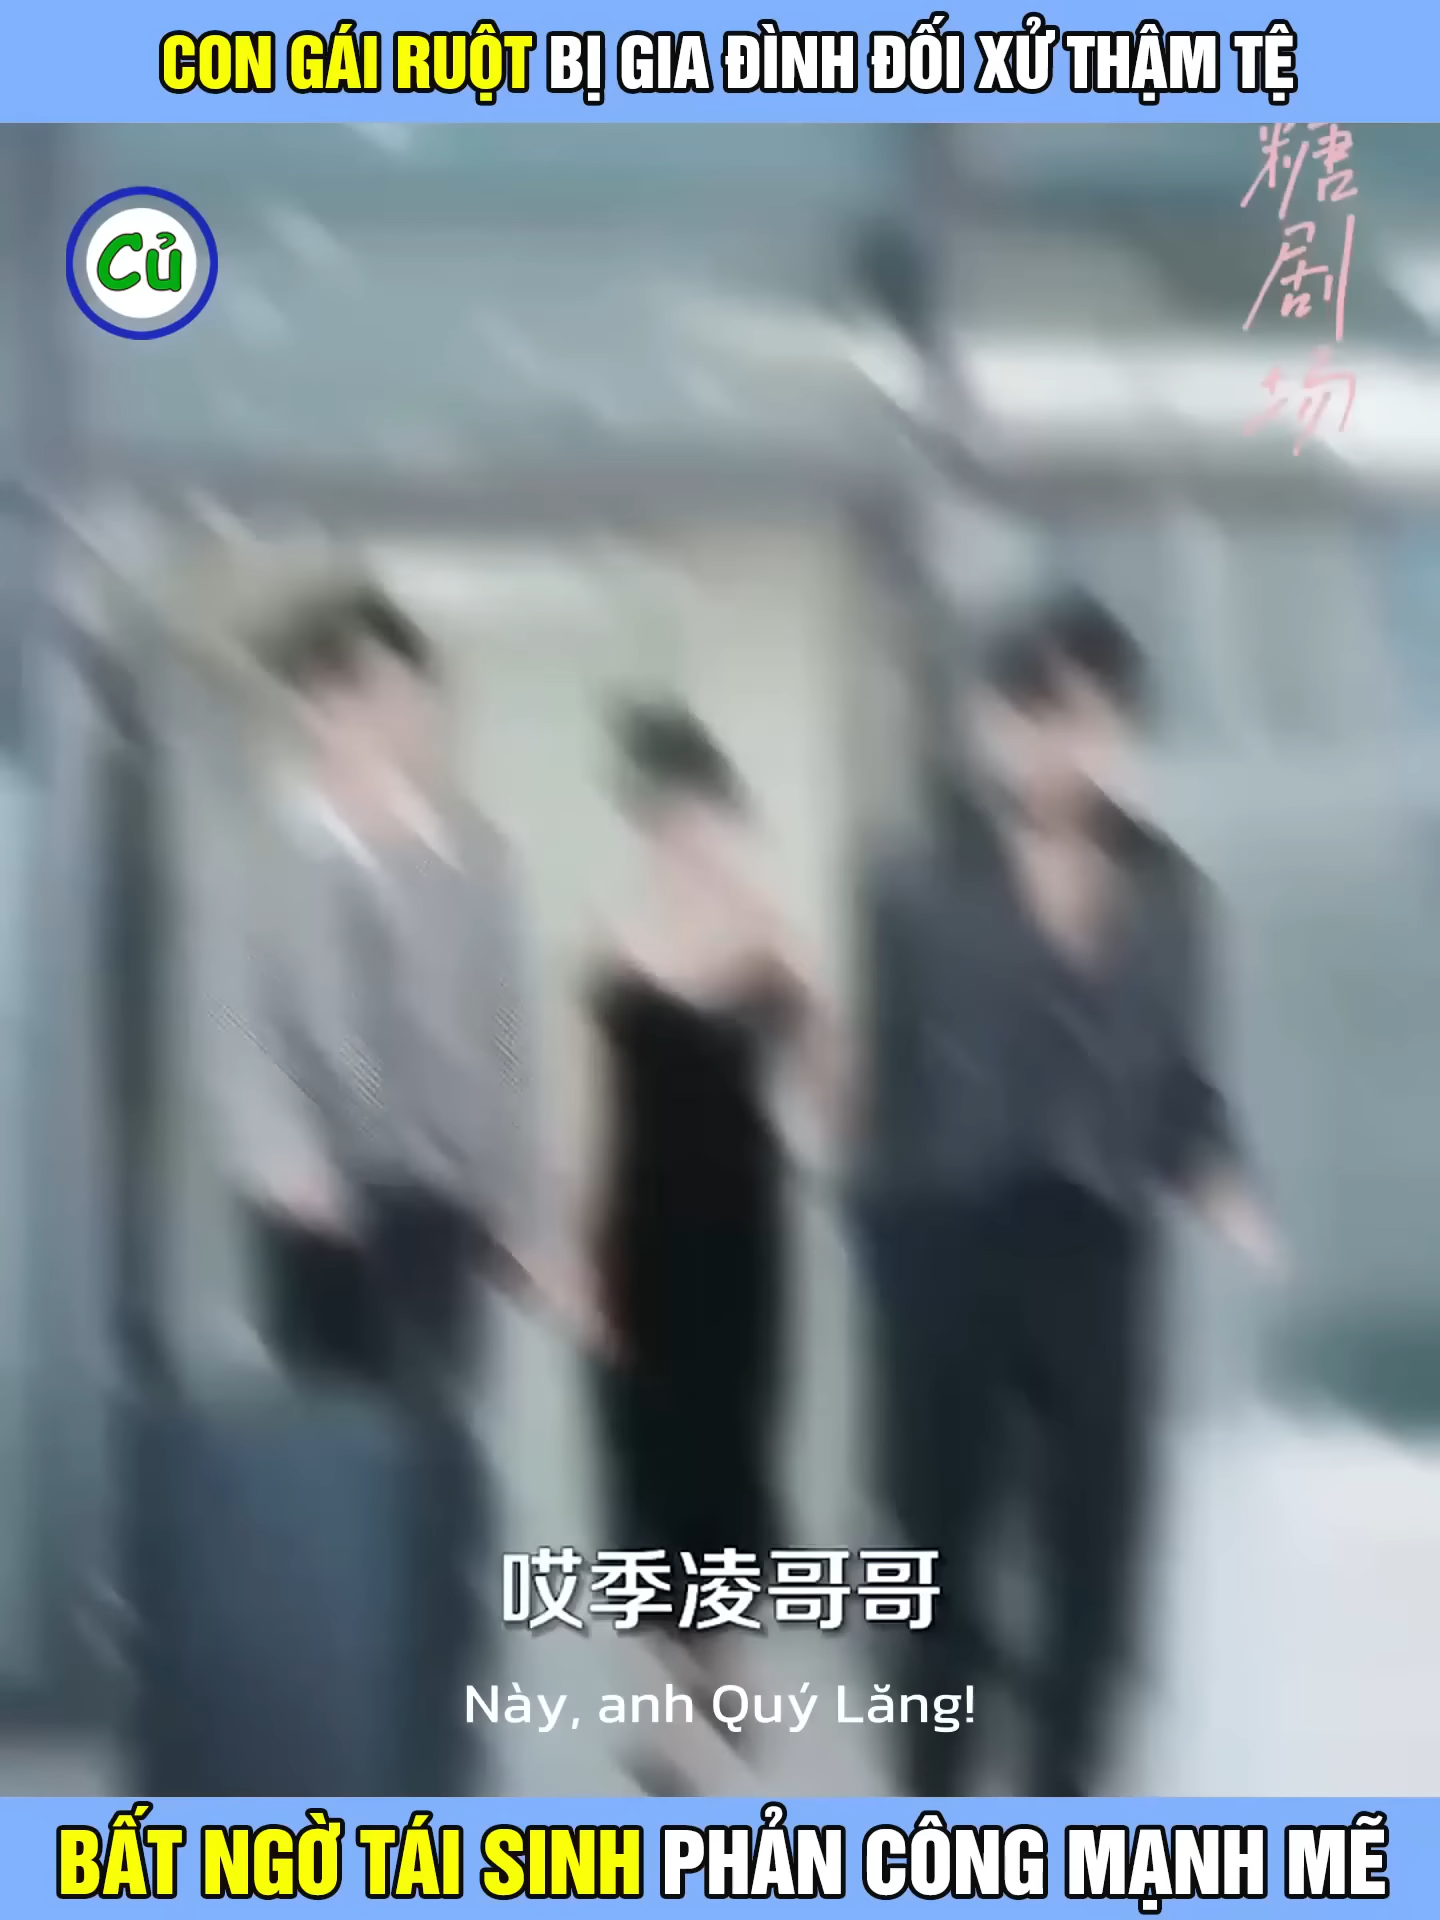 CON GÁI RUỘT BỊ GIA ĐÌNH ĐỐI XỬ THẬM TỆ
糖剧场
Củ
哎季凌哥哥
Này, anh Quý Lăng!
BẤT NGỜ TÁI SINH PHẢN CÔNG MẠNH MẼ